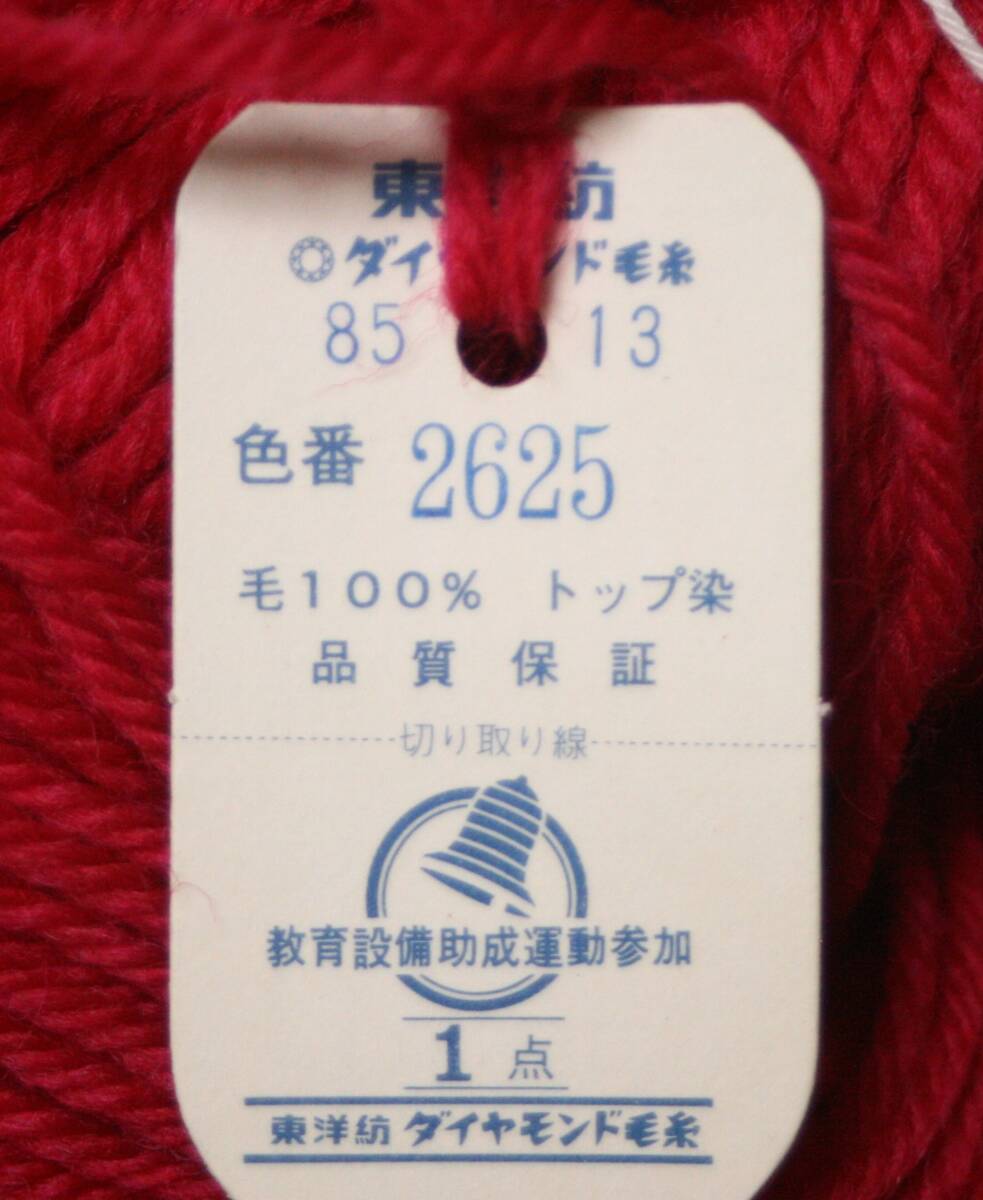 東洋紡
ダイヤモンド毛糸
85 13
色番 2625
毛100% トップ染
品質保証
切り取り線
教育設備助成運動参加
1点
東洋紡 ダイヤモンド毛糸